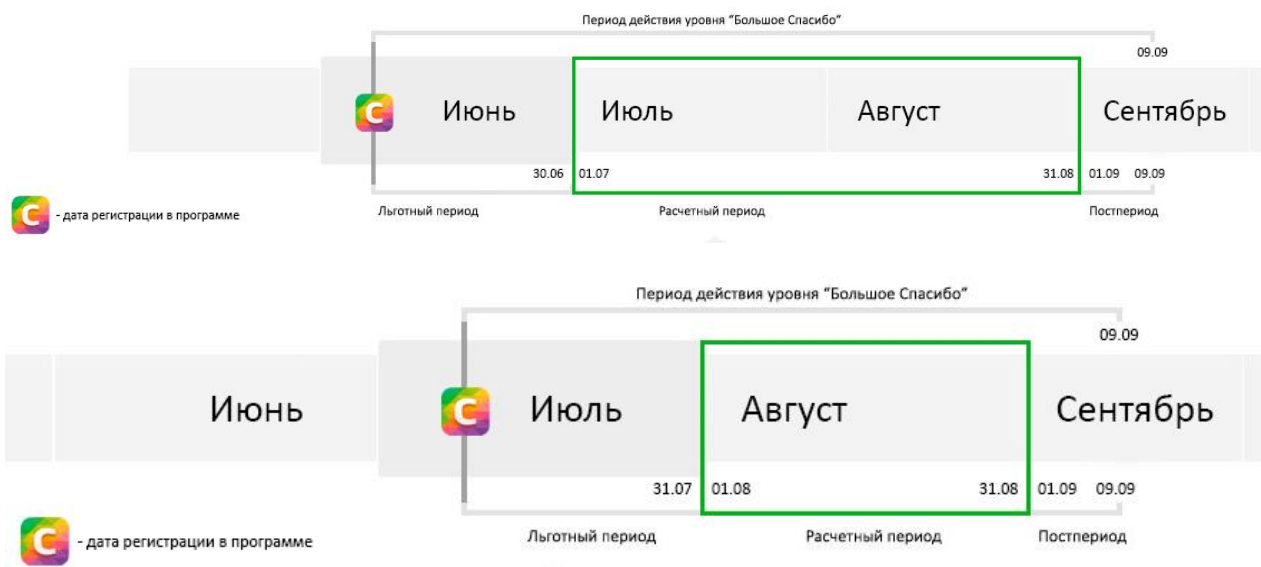 Период действия уровня "Большое Спасибо"
09.09
С Июнь Июль Август Сентябрь
30.06 01.07 31.08 01.09 09.09
Льготный период Расчетный период Постпериод
С - дата регистрации в программе
Период действия уровня "Большое Спасибо"
09.09
Июнь С Июль Август Сентябрь
31.07 01.08 31.08 01.09 09.09
Льготный период Расчетный период Постпериод
С - дата регистрации в программе